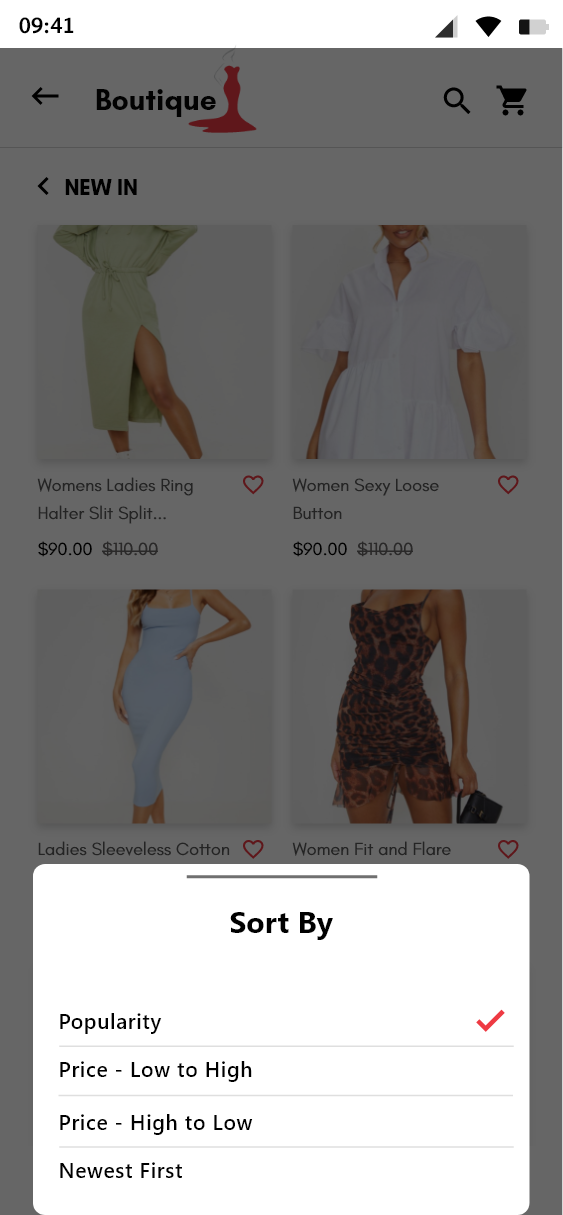 09:41
Boutique
NEW IN
Womens Ladies Ring
Halter Slit Split...
$90.00 $110.00
Women Sexy Loose
Button
$90.00 $110.00
Ladies Sleeveless Cotton
Women Fit and Flare
Sort By
Popularity
Price - Low to High
Price - High to Low
Newest First